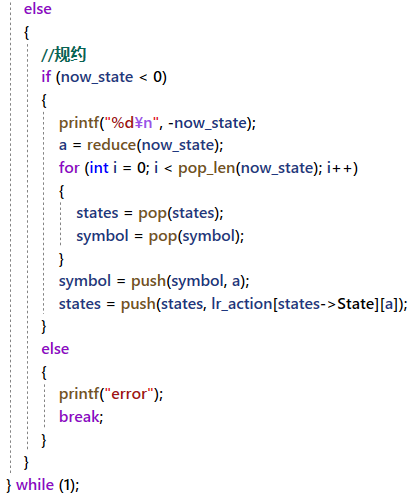 else
{
//规约
if (now_state < 0)
{
printf("%d¥n", -now_state);
a = reduce(now_state);
for (int i = 0; i < pop_len(now_state); i++)
{
states = pop(states);
symbol = pop(symbol);
}
symbol = push(symbol, a);
states = push(states, lr_action[states->State][a]);
}
else
{
printf("error");
break;
}
}
} while (1);